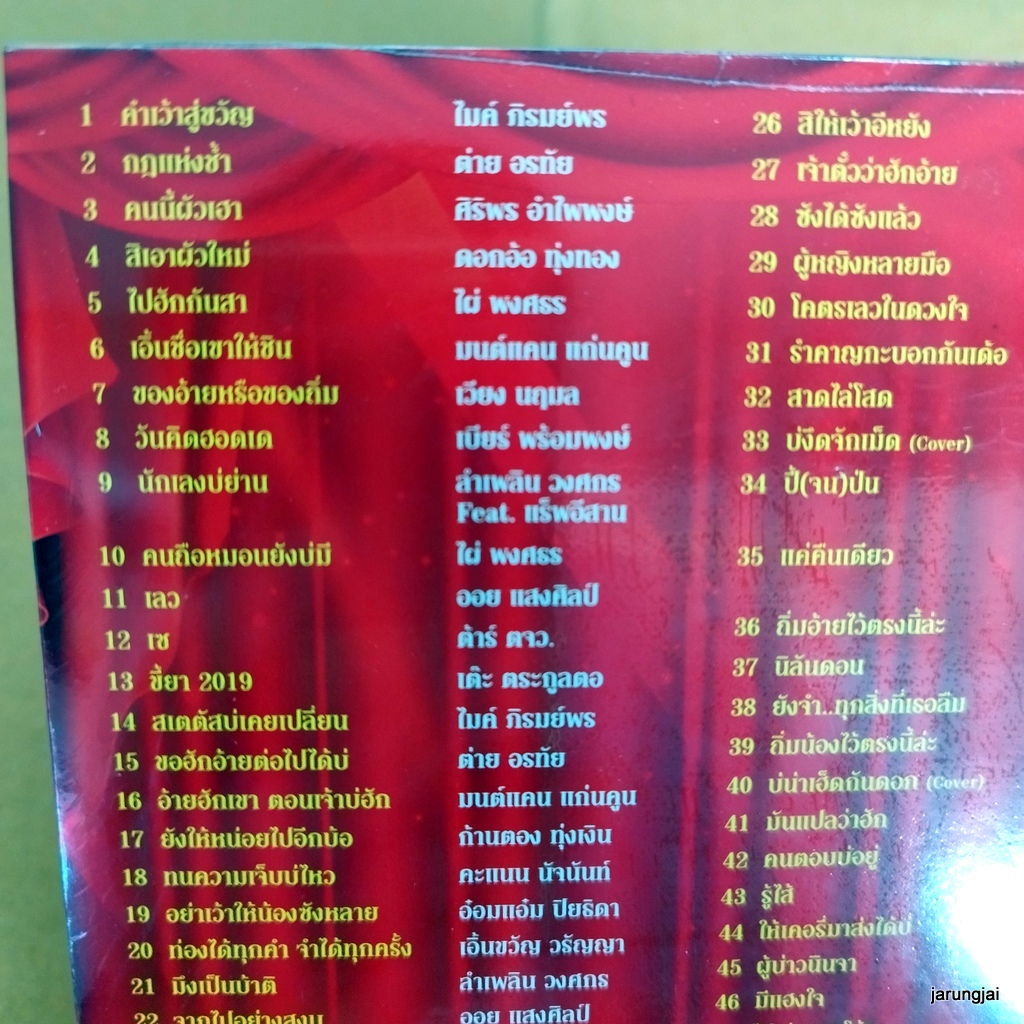 1 คำเว้าสู่ขวัญ ไมค์ ภิรมย์พร
2 กฎแห่งช้ำ ต่าย อรทัย
3 คนนี้ผัวเฮา ศิริพร อำไพพงษ์
4 สิเอาผัวใหม่ ดอกอ้อ ทุ่งทอง
5 ไปฮักกันสา ไผ่ พงศธร
6 เอิ้นชื่อเขาให้ชิน มนต์แคน แก่นคูน
7 ของอ้ายหรือของถิ่ม เวียง นฤมล
8 วันคิดฮอดเด เบียร์ พร้อมพงษ์
9 นักเลงบ่ย่าน ลำเพลิน วงศกร
Feat. แร็พอีสาน
10 คนถือหมอนยังบ่มี ไผ่ พงศธร
11 เลว ออย แสงศิลป์
12 เซ ต้าร์ ตจว.
13 ขี้ยา 2019 เต๊ะ ตระกูลตอ
14 สเตตัสบ่เคยเปลี่ยน ไมค์ ภิรมย์พร
15 ขอฮักอ้ายต่อไปได้บ่ ต่าย อรทัย
16 อ้ายฮักเขา ตอนเจ้าบ่ฮัก มนต์แคน แก่นคูน
17 ยังให้หน่อยไปอีกบ้อ ก้านตอง ทุ่งเงิน
18 ทนความเจ็บบ่ไหว คะแนน นัจนันท์
19 อย่าเว้าให้น้องซังหลาย อ๋อมแอ๋ม ปิยธิดา
20 ท่องได้ทุกคำ จำได้ทุกครั้ง เอิ้นขวัญ วรัญญา
21 มึงเป็นบ้าติ ลำเพลิน วงศกร
22 จากไปอย่างสงบ ออย แสงศิลป์
26 สิให้เว้าอีหยัง
27 เจ้าตั๋วว่าฮักอ้าย
28 ซังได้ซังแล้ว
29 ผู้หญิงหลายมือ
30 โคตรเลวในดวงใจ
31 รำคาญกะบอกกันเด้อ
32 สาดไล่โสด
33 บ่งึดจักเม็ด (Cover)
34 ปี้(จน)ป่น
35 แค่คืนเดียว
36 ถิ่มอ้ายไว้ตรงนี้ล่ะ
37 นิลันดอน
38 ยังจำ..ทุกสิ่งที่เธอลืม
39 ถิ่มน้องไว้ตรงนี้ล่ะ
40 บ่น่าเฮ็ดกันดอก (Cover)
41 มันแปลว่าฮัก
42 คนตอบบ่อยู่
43 รู้ไส้
44 ให้เคอรี่มาส่งได้บ่
45 ผู้บ่าวนินจา
46 มีแฮงใจ
jarungjai